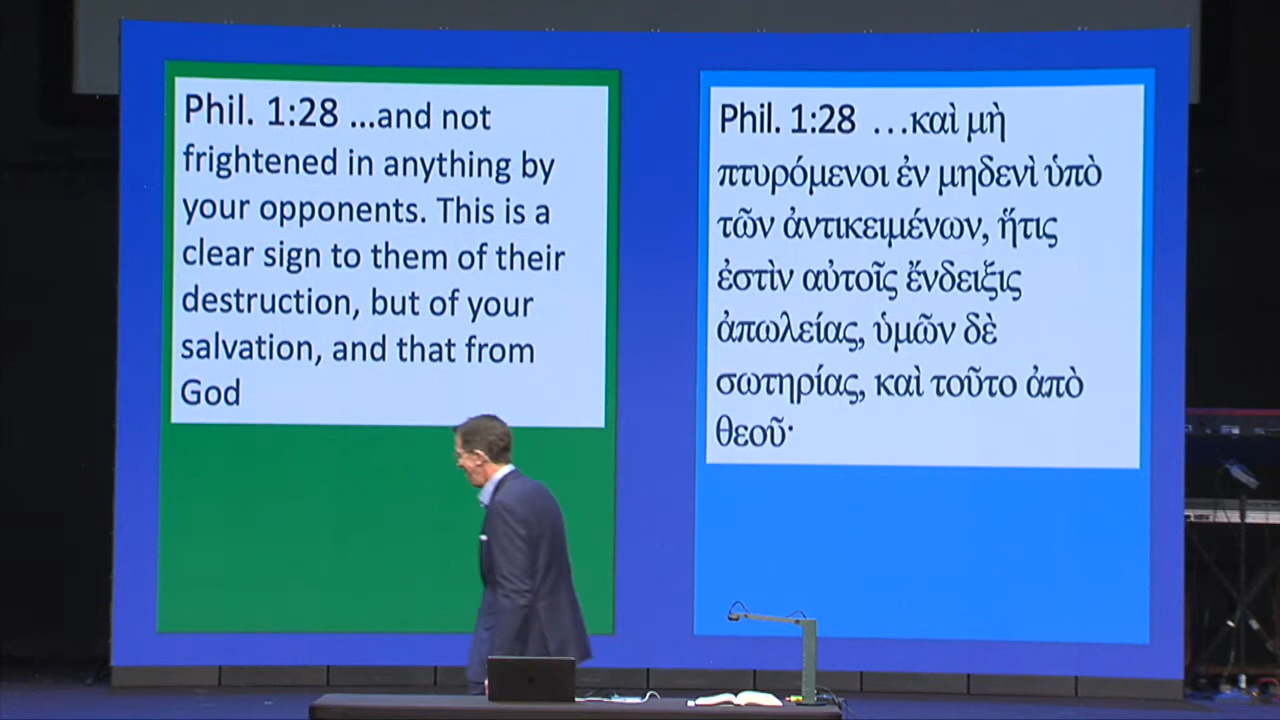 Phil. 1:28 ...and not
frightened in anything by
your opponents. This is a
clear sign to them of their
destruction, but of your
salvation, and that from
God
Phil. 1:28 ...καὶ μὴ
πτυρόμενοι ἐν μηδενὶ ὑπὸ
τῶν ἀντικειμένων, ἥτις
ἐστὶν αὐτοῖς ἔνδειξις
ἀπωλείας, ὑμῶν δὲ
σωτηρίας, καὶ τοῦτο ἀπὸ
θεοῦ·